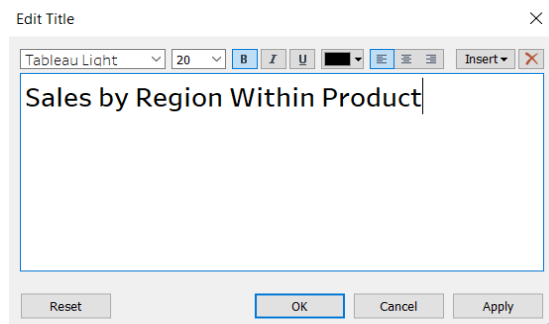 Edit Title
Tableau Light 20 B I U Insert
Sales by Region Within Product
Reset OK Cancel Apply